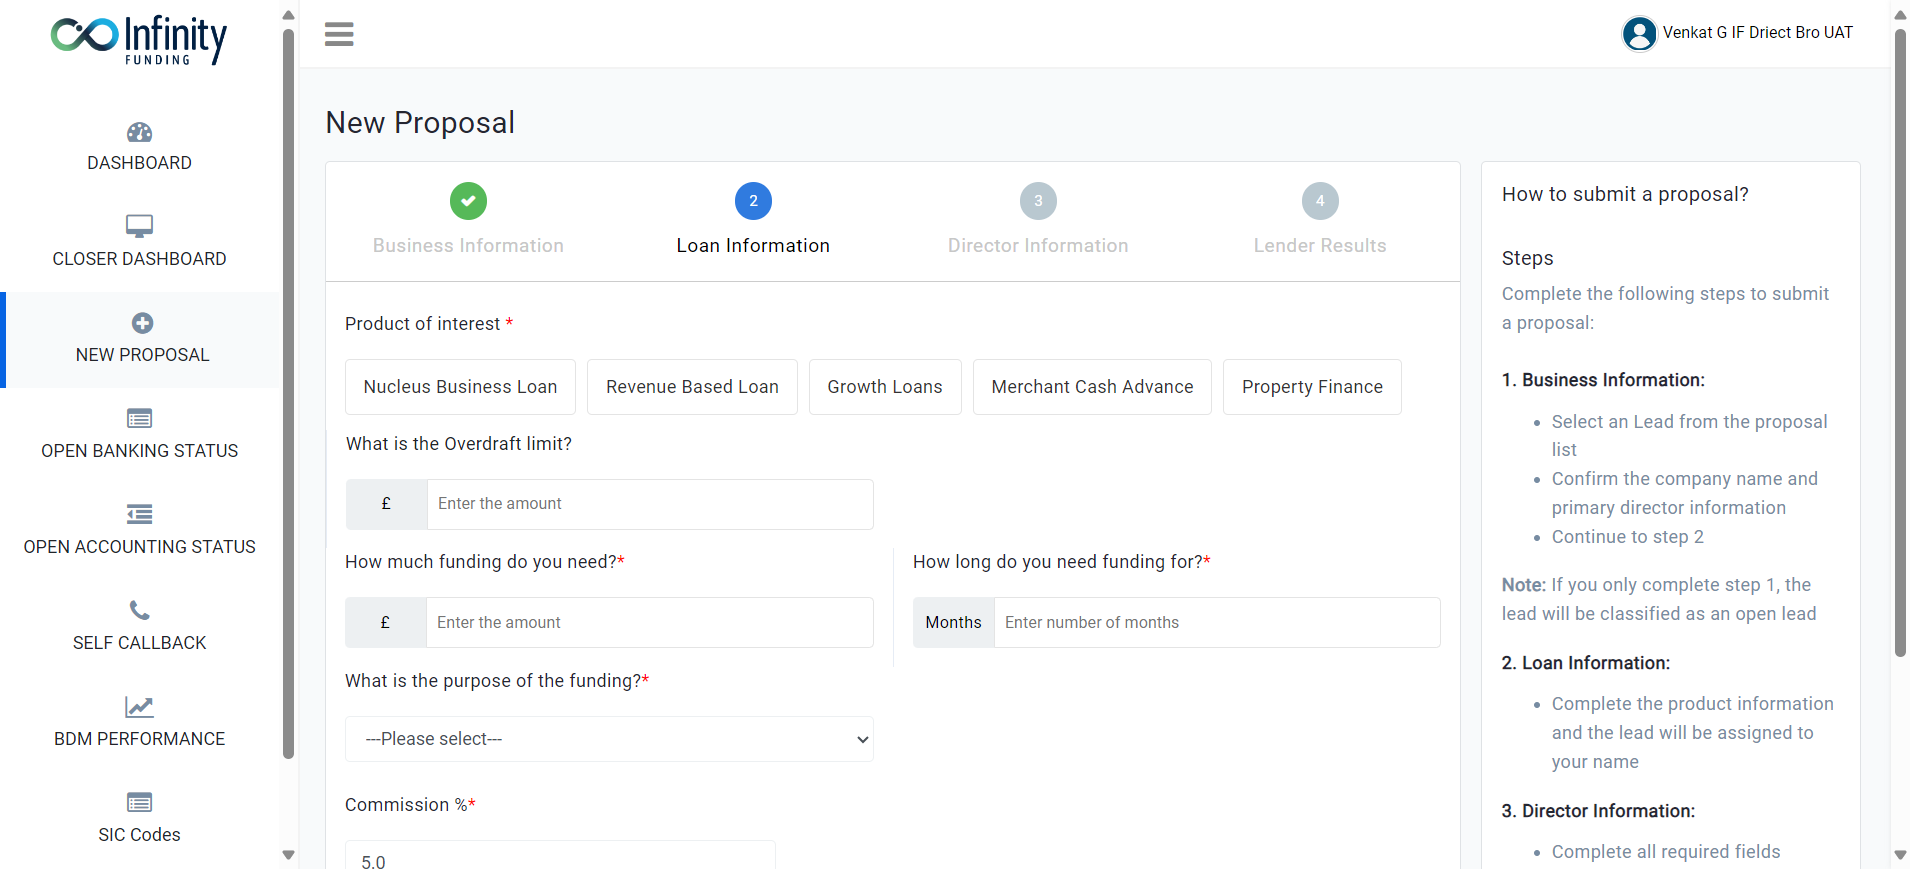 Infinity
FUNDING
Venkat G IF Driect Bro UAT
DASHBOARD
CLOSER DASHBOARD
NEW PROPOSAL
OPEN BANKING STATUS
OPEN ACCOUNTING STATUS
SELF CALLBACK
BDM PERFORMANCE
SIC Codes
New Proposal
2
3
4
Business Information
Loan Information
Director Information
Lender Results
Product of interest *
Nucleus Business Loan
Revenue Based Loan
Growth Loans
Merchant Cash Advance
Property Finance
What is the Overdraft limit?
£
Enter the amount
How much funding do you need?*
£
Enter the amount
How long do you need funding for?*
Months
Enter number of months
What is the purpose of the funding?*
---Please select---
Commission %*
5.0
How to submit a proposal?
Steps
Complete the following steps to submit
a proposal:
1. Business Information:
Select an Lead from the proposal
list
Confirm the company name and
primary director information
Continue to step 2
Note: If you only complete step 1, the
lead will be classified as an open lead
2. Loan Information:
Complete the product information
and the lead will be assigned to
your name
3. Director Information:
Complete all required fields